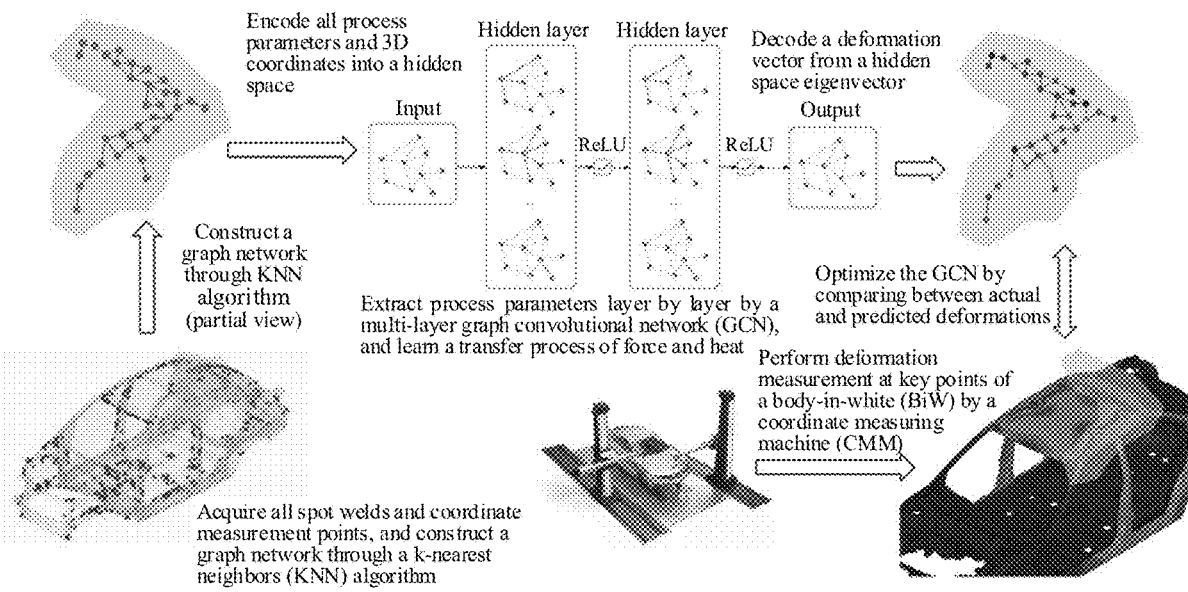 Encode all process
parameters and 3D
coordinates into a hidden
space
Hidden layer
Hidden layer
Decode a deformation
vector from a hidden
space eigenvector
Input
ReLU
ReLU
Output
Construct a
graph network
through KNN
algorithm
(partial view)
Extract process parameters layer by layer by a
multi-layer graph convolutional network (GCN),
and learn a transfer process of force and heat
Optimize the GCN by
comparing between actual
and predicted deformations
Perform deformation
measurement at key points of
a body-in-white (BiW) by a
coordinate measuring
machine (CMM)
Acquire all spot welds and coordinate
measurement points, and construct a
graph network through a k-nearest
neighbors (KNN) algorithm